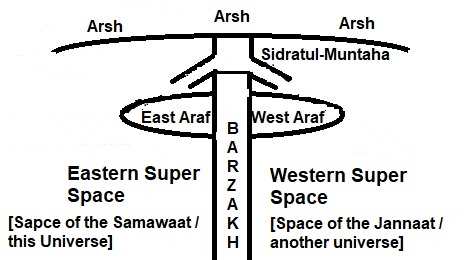 Arsh
Arsh
Arsh
Sidratul-Muntaha
East Araf
West Araf
B
A
R
Z
A
K
H
Eastern Super
Space
[Sapce of the Samawaat /
this Universe]
Western Super
Space
[Space of the Jannaat /
another universe]